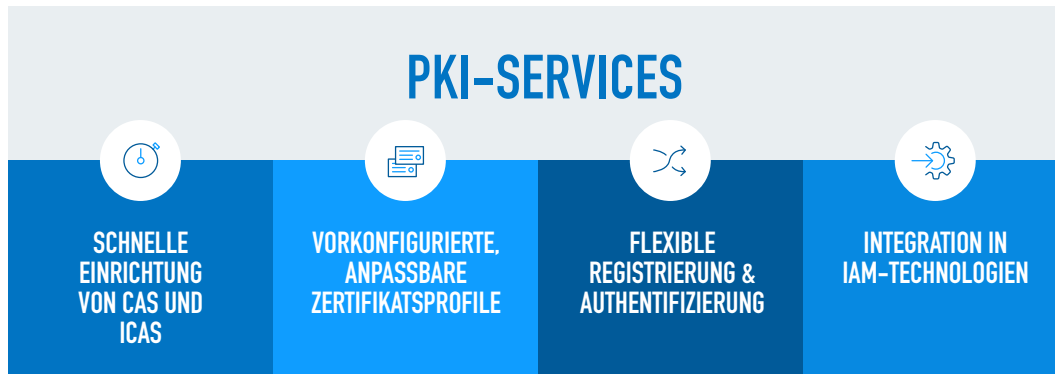 PKI-SERVICES
SCHNELLE
EINRICHTUNG
VON CAS UND
ICAS
VORKONFIGURIERTE,
ANPASSBARE
ZERTIFIKATSPROFILE
FLEXIBLE
REGISTRIERUNG &
AUTHENTIFIZIERUNG
INTEGRATION IN
IAM-TECHNOLOGIEN